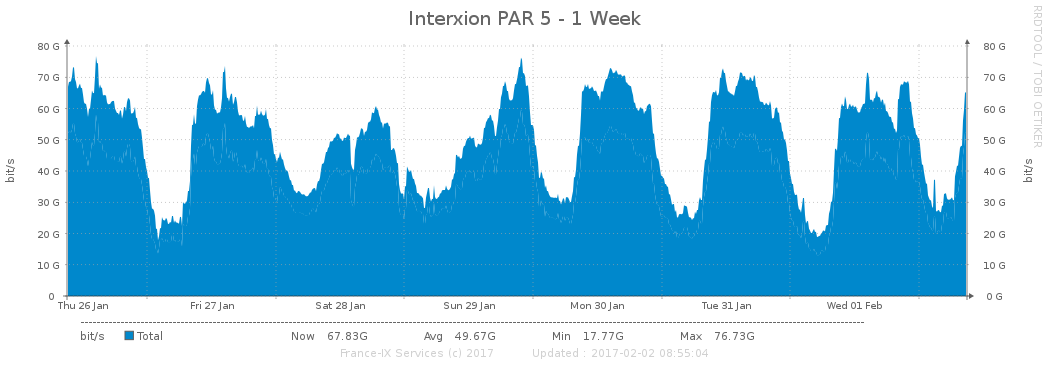 Interxion PAR 5 - 1 Week
RRDTOOL / TOBI OETIKER
bit/s
80 G 80 G
70 G 70 G
60 G 60 G
50 G 50 G
40 G 40 G
30 G 30 G
20 G 20 G
10 G 10 G
0 0 G
bit/s
Thu 26 Jan Fri 27 Jan Sat 28 Jan Sun 29 Jan Mon 30 Jan Tue 31 Jan Wed 01 Feb
bit/s Total Now 67.83G Avg 49.67G Min 17.77G Max 76.73G
France-IX Services (c) 2017 Updated : 2017-02-02 08:55:04